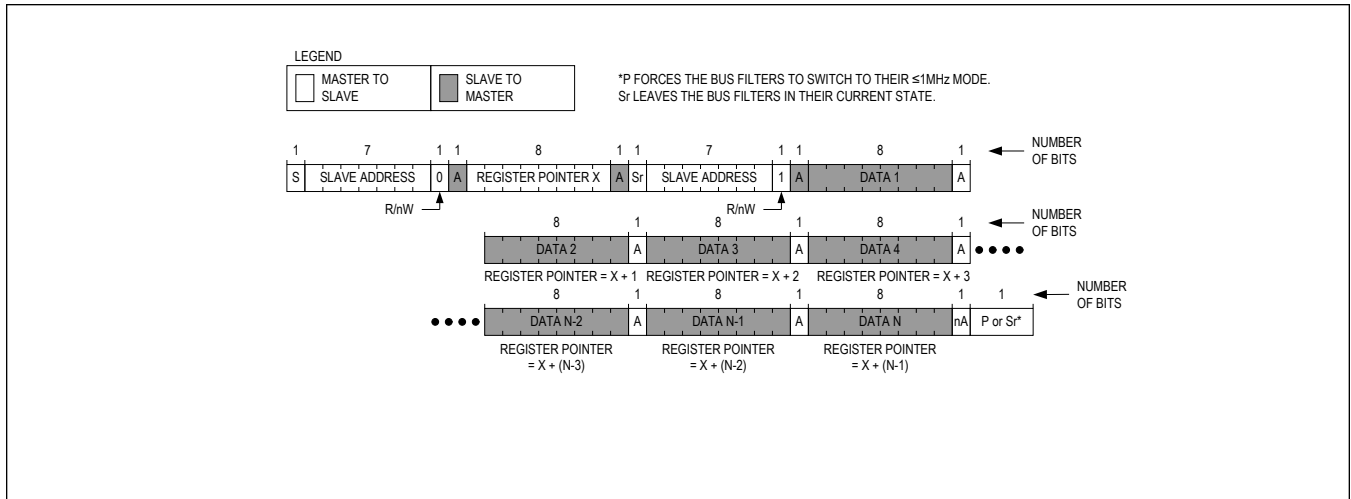 LEGEND
MASTER TO SLAVE
SLAVE TO MASTER
*P FORCES THE BUS FILTERS TO SWITCH TO THEIR ≤1MHz MODE.
Sr LEAVES THE BUS FILTERS IN THEIR CURRENT STATE.
1 7 1 1 8 1 1 7 1 1 8 1 NUMBER OF BITS
S SLAVE ADDRESS 0 A REGISTER POINTER X A Sr SLAVE ADDRESS 1 A DATA 1 A
R/nW R/nW
8 1 8 1 8 1 NUMBER OF BITS
DATA 2 A DATA 3 A DATA 4 A
REGISTER POINTER = X + 1 REGISTER POINTER = X + 2 REGISTER POINTER = X + 3
8 1 8 1 8 1 1 NUMBER OF BITS
DATA N-2 A DATA N-1 A DATA N nA P or Sr*
REGISTER POINTER = X + (N-3) REGISTER POINTER = X + (N-2) REGISTER POINTER = X + (N-1)